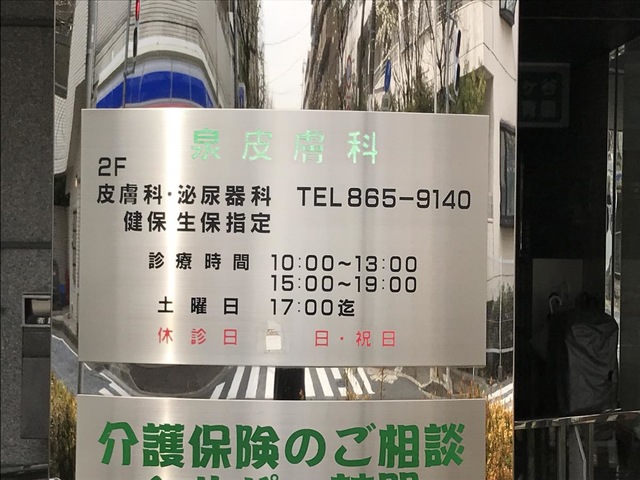 泉皮膚科
2F
皮膚科・泌尿器科 TEL 865-9140
健保生保指定
診療時間 10:00～13:00
15:00～19:00
土曜日 17:00迄
休診日 日・祝日
介護保険のご相談